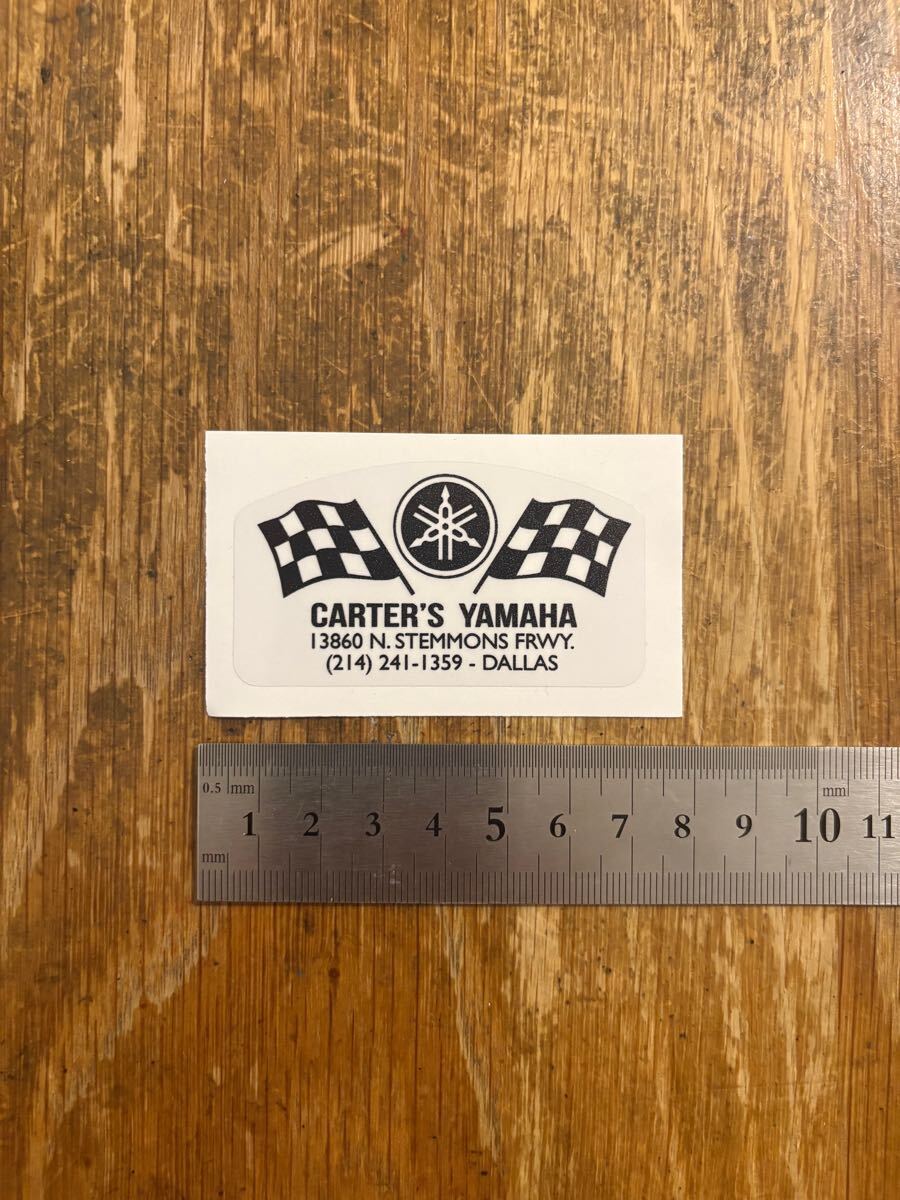 CARTER'S YAMAHA
13860 N. STEMMONS FRWY.
(214) 241-1359 - DALLAS
0.5 mm mm
1 2 3 4 5 6 7 8 9 10 11
mm